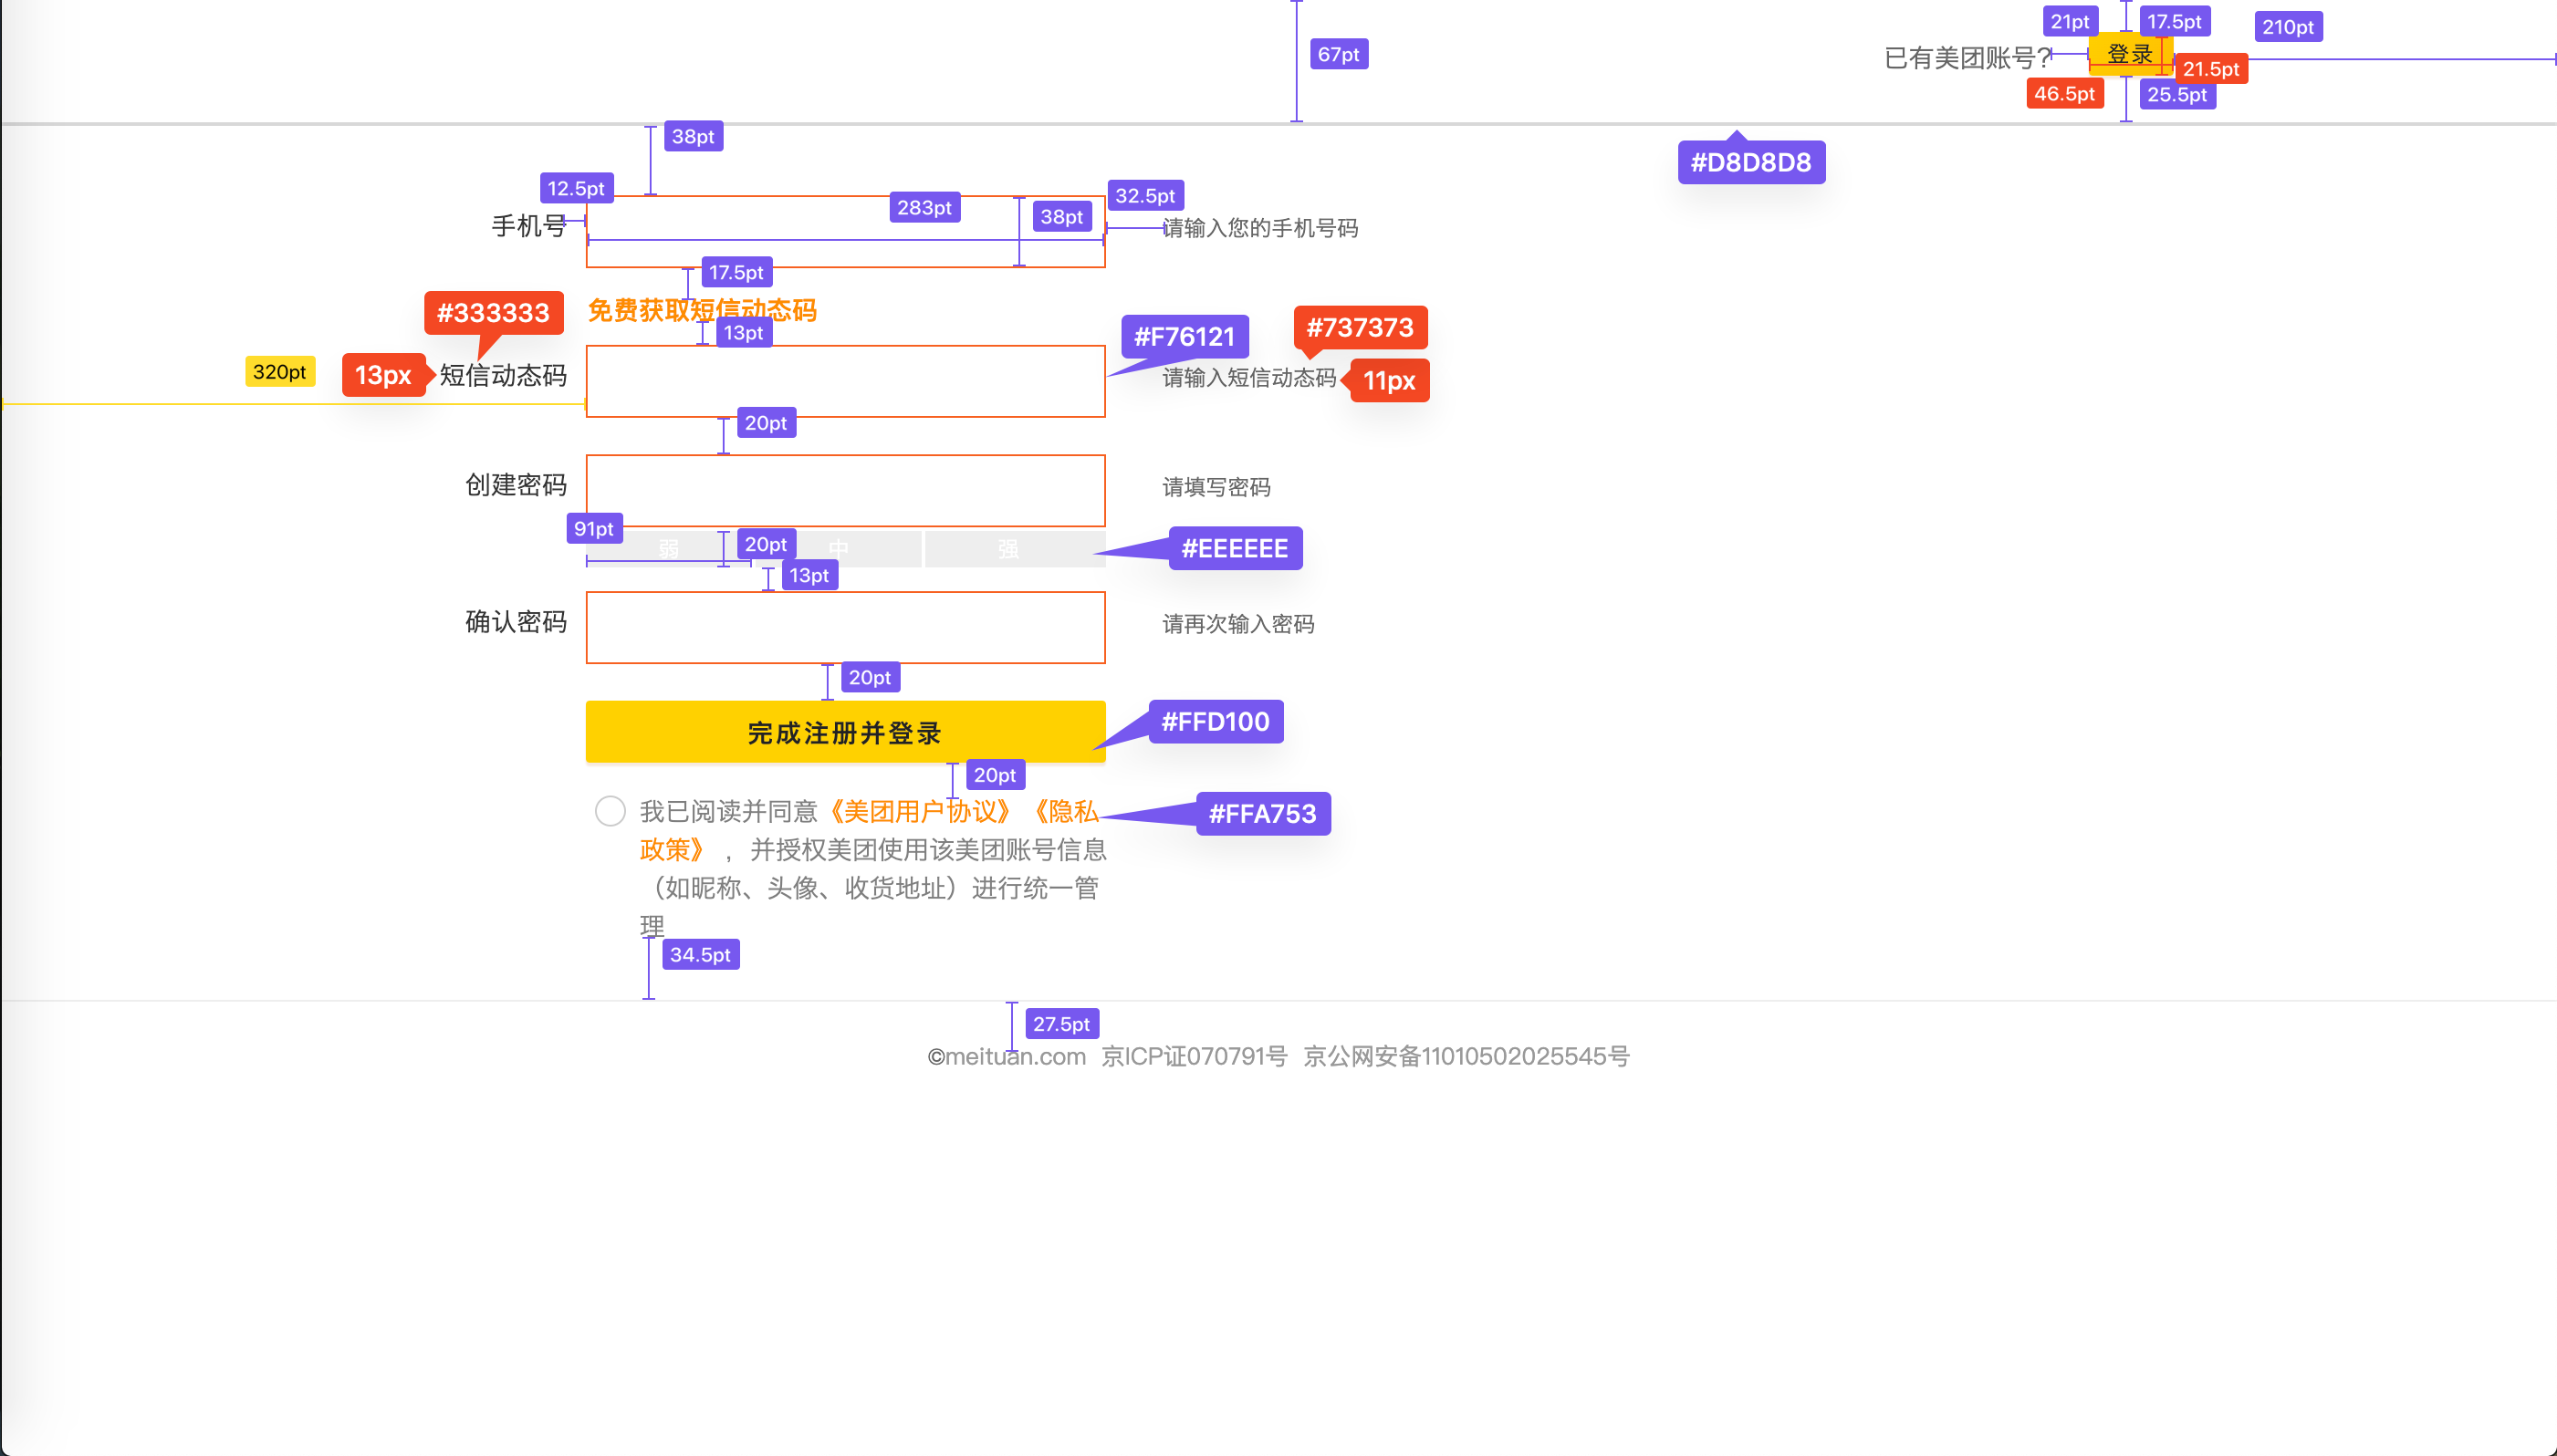 21pt 17.5pt 210pt
67pt 已有美团账号? 登录 21.5pt
46.5pt 25.5pt
38pt
#D8D8D8
12.5pt 283pt 38pt 32.5pt
手机号 请输入您的手机号码
17.5pt
免费获取短信动态码
#333333 13pt #F76121 #737373
320pt 13px 短信动态码 请输入短信动态码 11px
20pt
创建密码 请填写密码
91pt
弱 20pt 中 强 #EEEEEE
13pt
确认密码 请再次输入密码
20pt
完成注册并登录 #FFD100
20pt
我已阅读并同意《美团用户协议》《隐私 #FFA753
政策》，并授权美团使用该美团账号信息
（如昵称、头像、收货地址）进行统一管
理
34.5pt
27.5pt
©meituan.com 京ICP证070791号 京公网安备11010502025545号